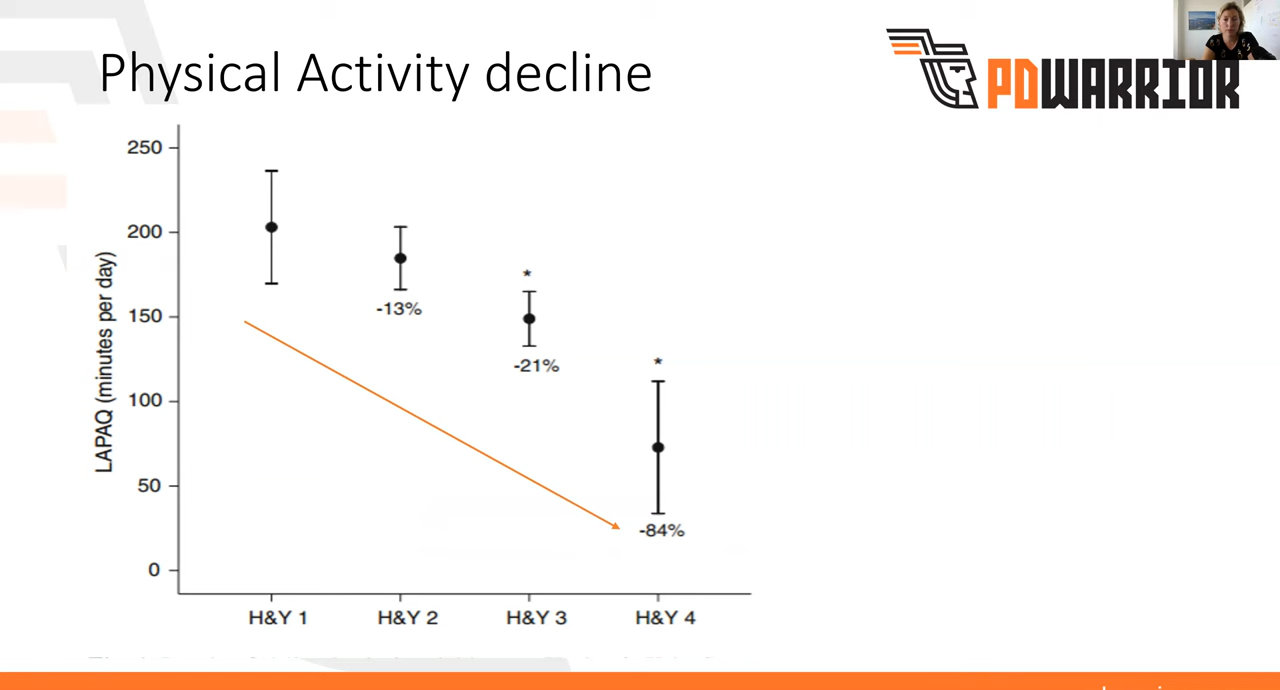 Physical Activity decline
PDWARRIOR
250
200
150
100
50
0
LAPAQ (minutes per day)
-13%
*
-21%
*
-84%
H&Y 1
H&Y 2
H&Y 3
H&Y 4